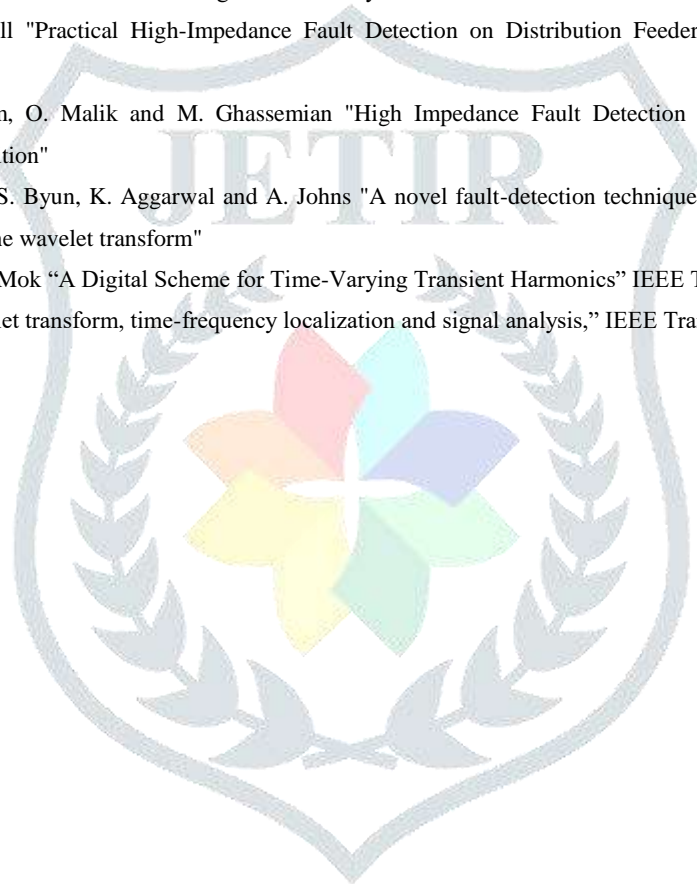 ll "Practical High-Impedance Fault Detection on Distribution Feeder
n, O. Malik and M. Ghassemian "High Impedance Fault Detection
tion"
S. Byun, K. Aggarwal and A. Johns "A novel fault-detection technique
ne wavelet transform"
Mok “A Digital Scheme for Time-Varying Transient Harmonics” IEEE T
let transform, time-frequency localization and signal analysis,” IEEE Tra
JETIR